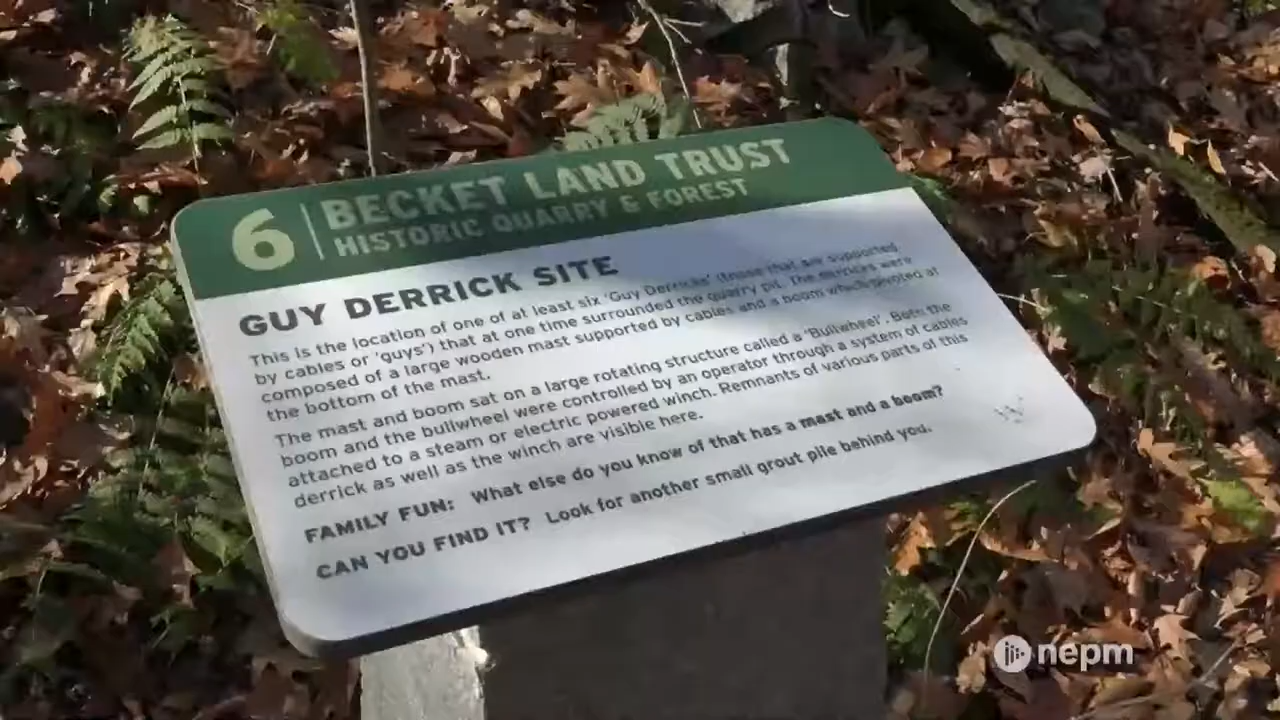 6
BECKET LAND TRUST
HISTORIC QUARRY & FOREST
GUY DERRICK SITE
This is the location of one of at least six 'Guy Derricks' (those that are supported
by cables or 'guys') that at one time surrounded the quarry pit. The derricks were
composed of a large wooden mast supported by cables and a boom which pivoted at
the bottom of the mast.
The mast and boom sat on a large rotating structure called a 'Bullwheel'. Both the
boom and the bullwheel were controlled by an operator through a system of cables
attached to a steam or electric powered winch. Remnants of various parts of this
derrick as well as the winch are visible here.
FAMILY FUN: What else do you know of that has a mast and a boom?
CAN YOU FIND IT? Look for another small grout pile behind you.
nepm